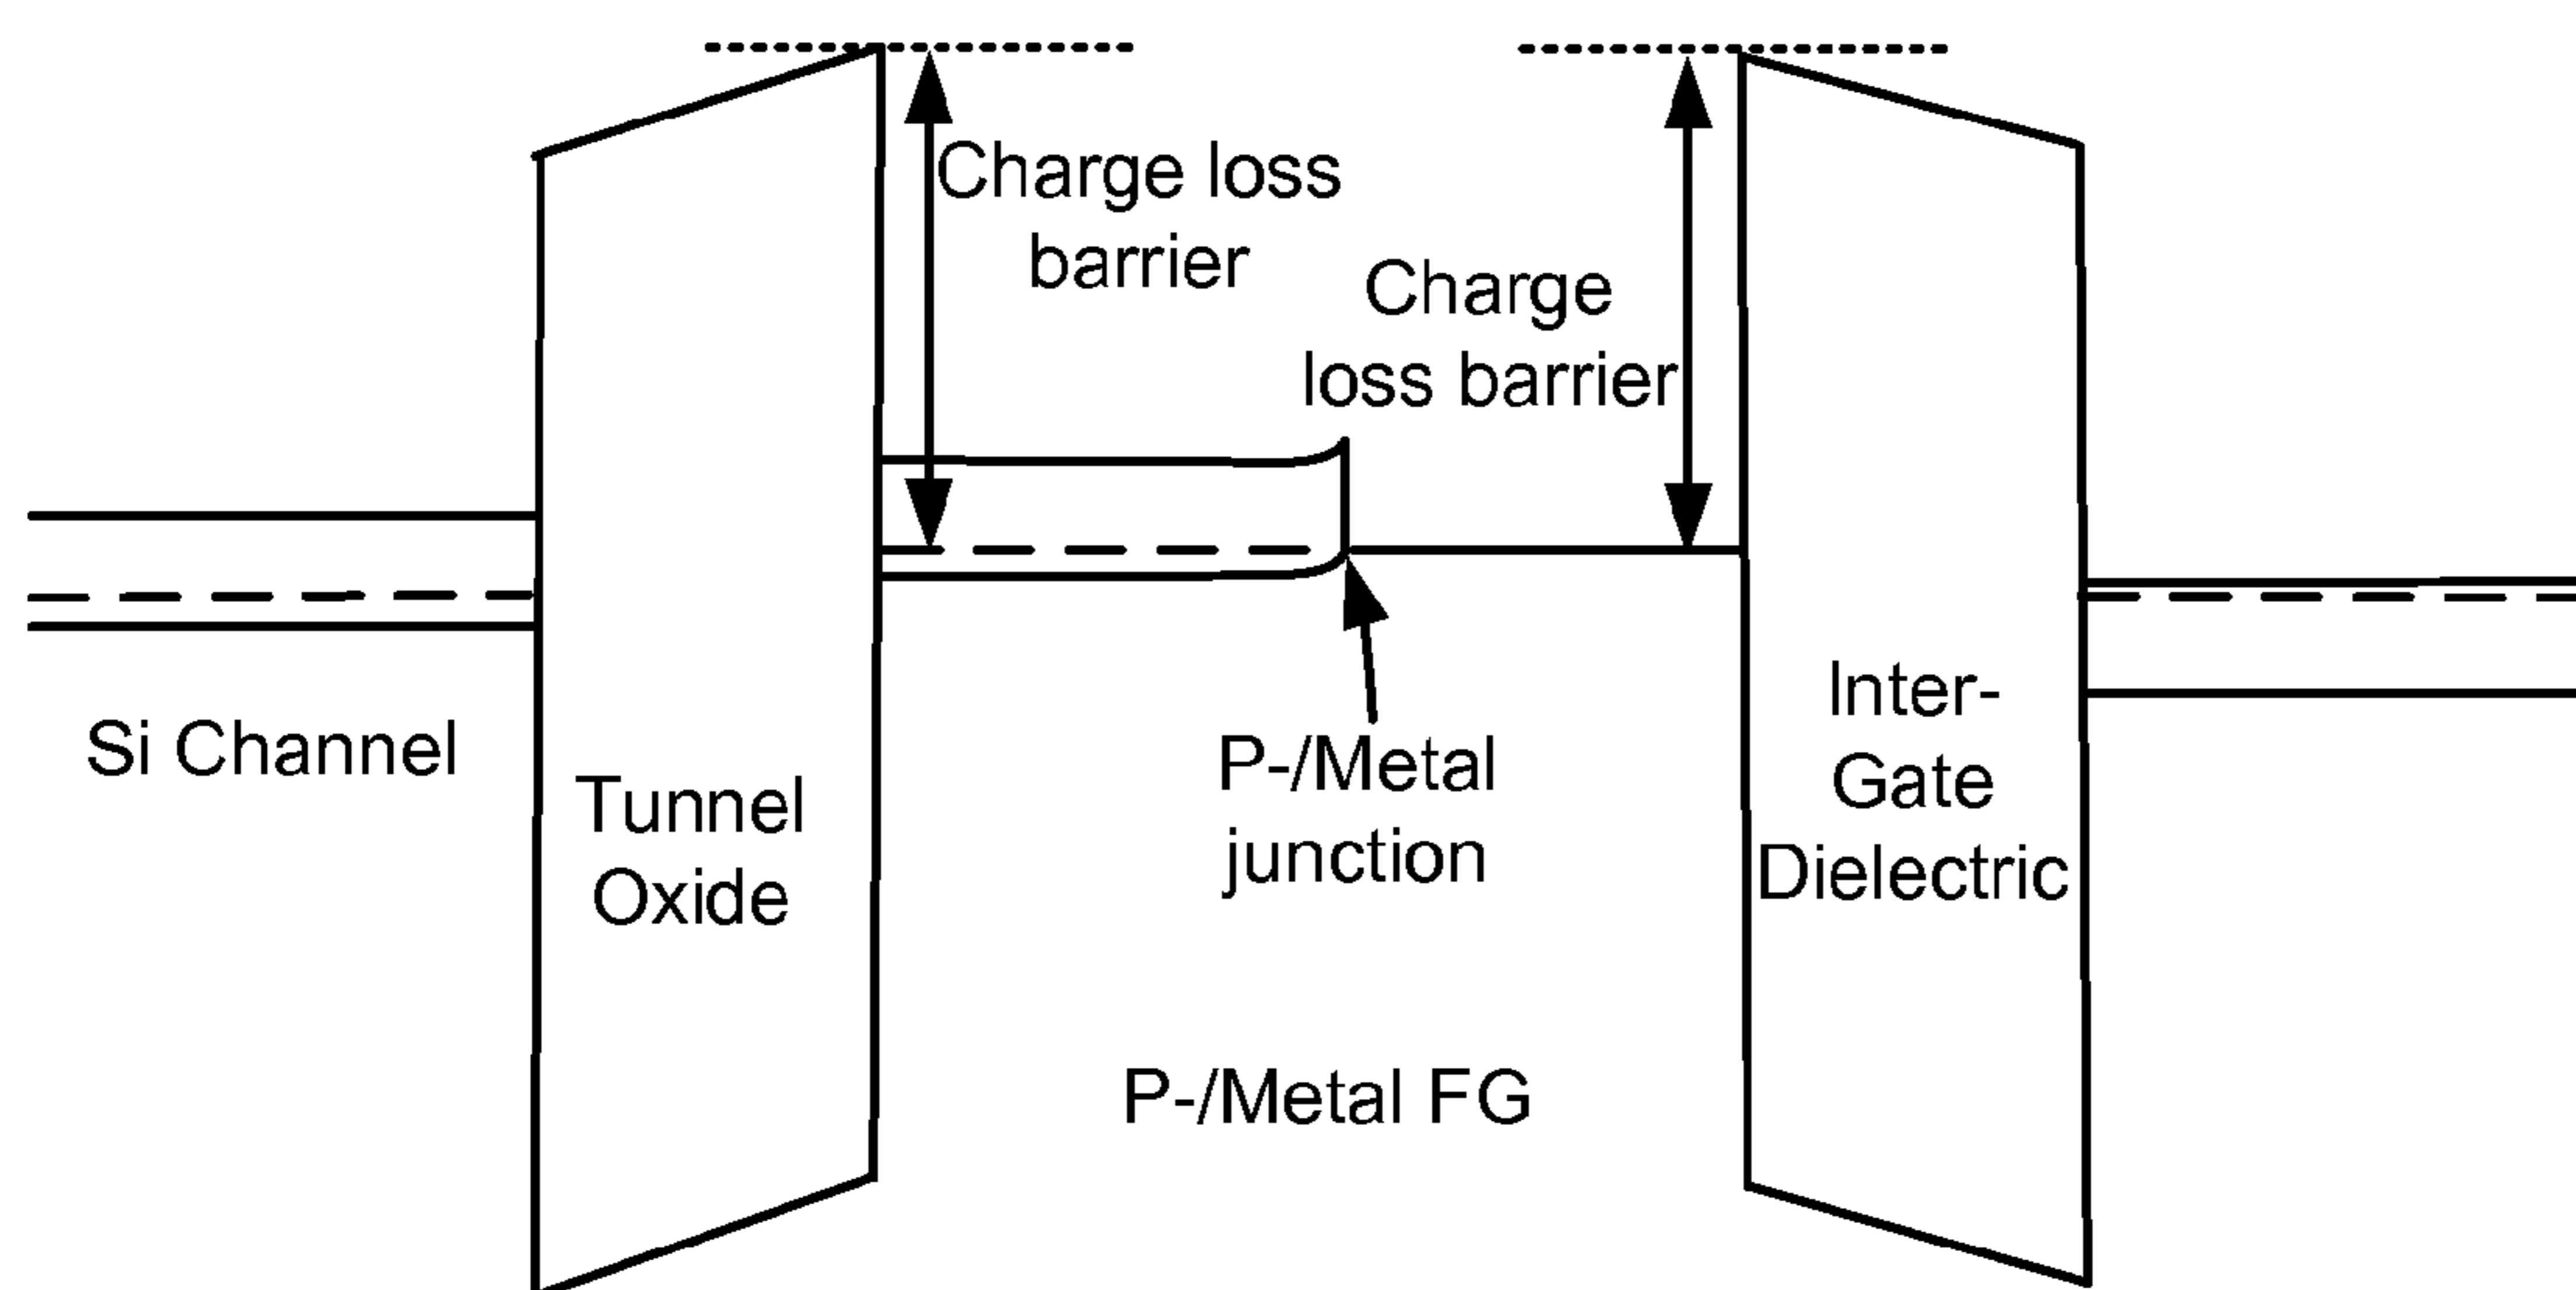 Charge loss
barrier
Charge
loss barrier
Si Channel
Tunnel
Oxide
P-/Metal
junction
Inter-
Gate
Dielectric
P-/Metal FG